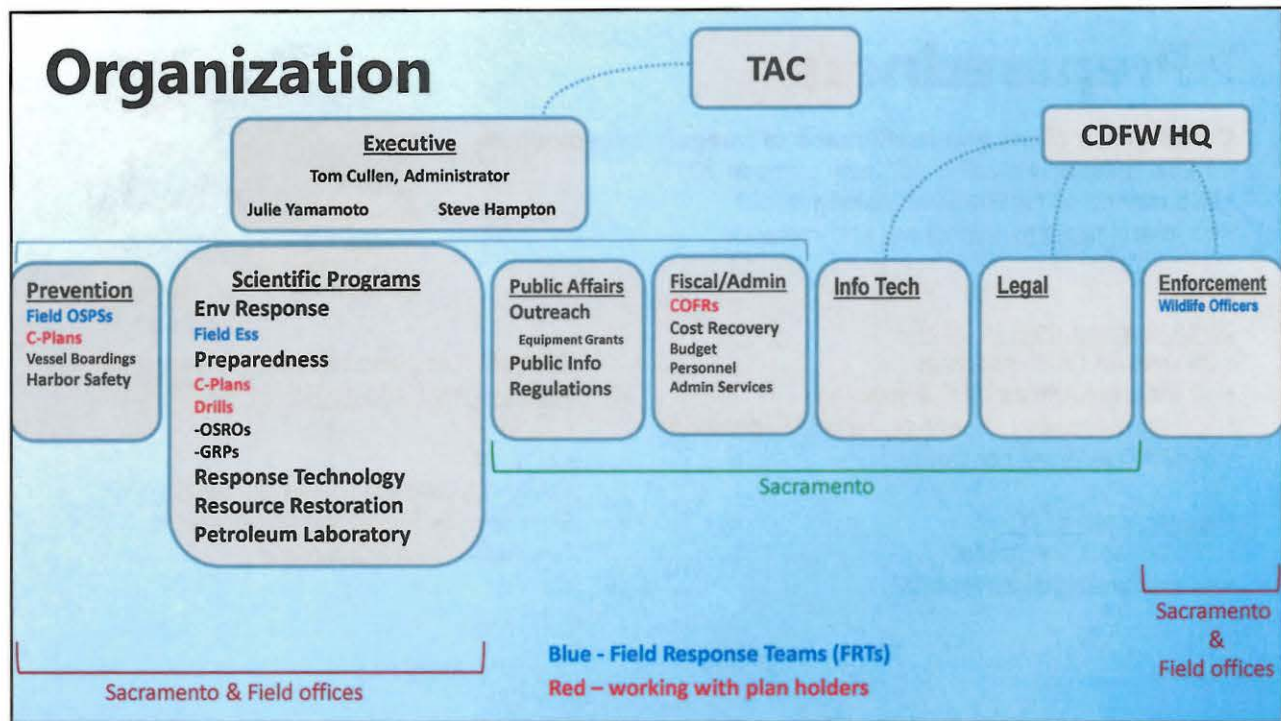 Organization
TAC
Executive
Tom Cullen, Administrator
Julie Yamamoto Steve Hampton
CDFW HQ
Prevention
Field OSPSs
C-Plans
Vessel Boardings
Harbor Safety
Scientific Programs
Env Response
Field Ess
Preparedness
C-Plans
Drills
-OSROs
-GRPs
Response Technology
Resource Restoration
Petroleum Laboratory
Public Affairs
Outreach
Equipment Grants
Public Info
Regulations
Fiscal/Admin
COFRs
Cost Recovery
Budget
Personnel
Admin Services
Info Tech
Legal
Enforcement
Wildlife Officers
Sacramento
Sacramento & Field offices
Blue - Field Response Teams (FRTs)
Red – working with plan holders
Sacramento
&
Field offices